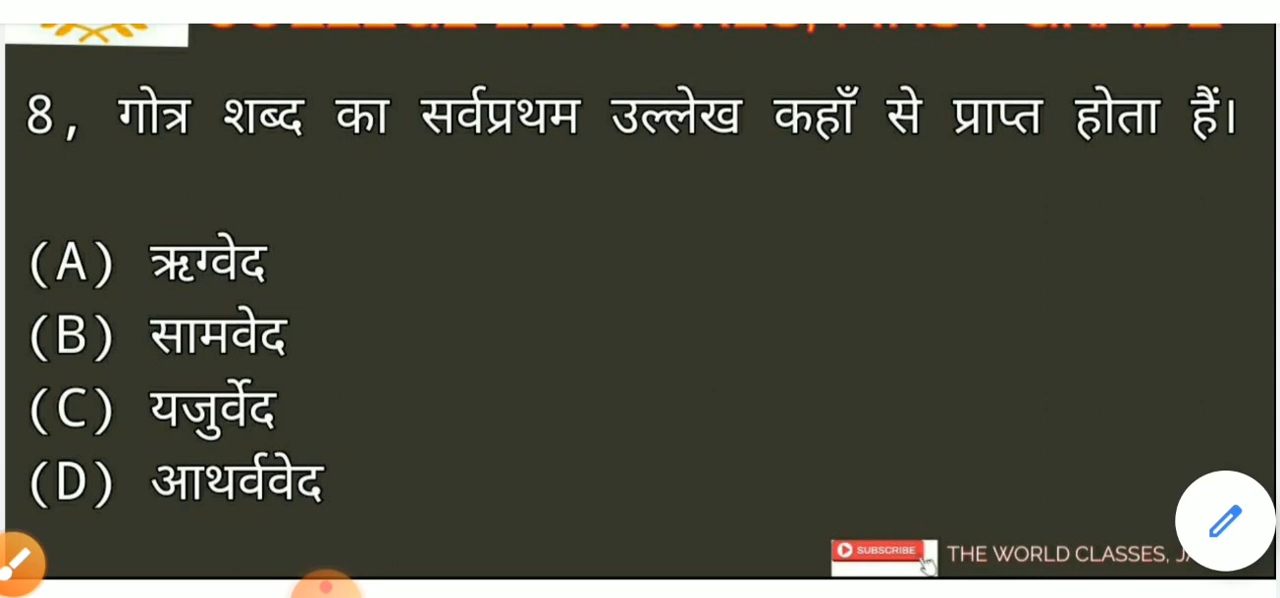 8, गोत्र शब्द का सर्वप्रथम उल्लेख कहाँ से प्राप्त होता हैं।
(A) ऋग्वेद
(B) सामवेद
(C) यजुर्वेद
(D) आथर्ववेद
SUBSCRIBE THE WORLD CLASSES,